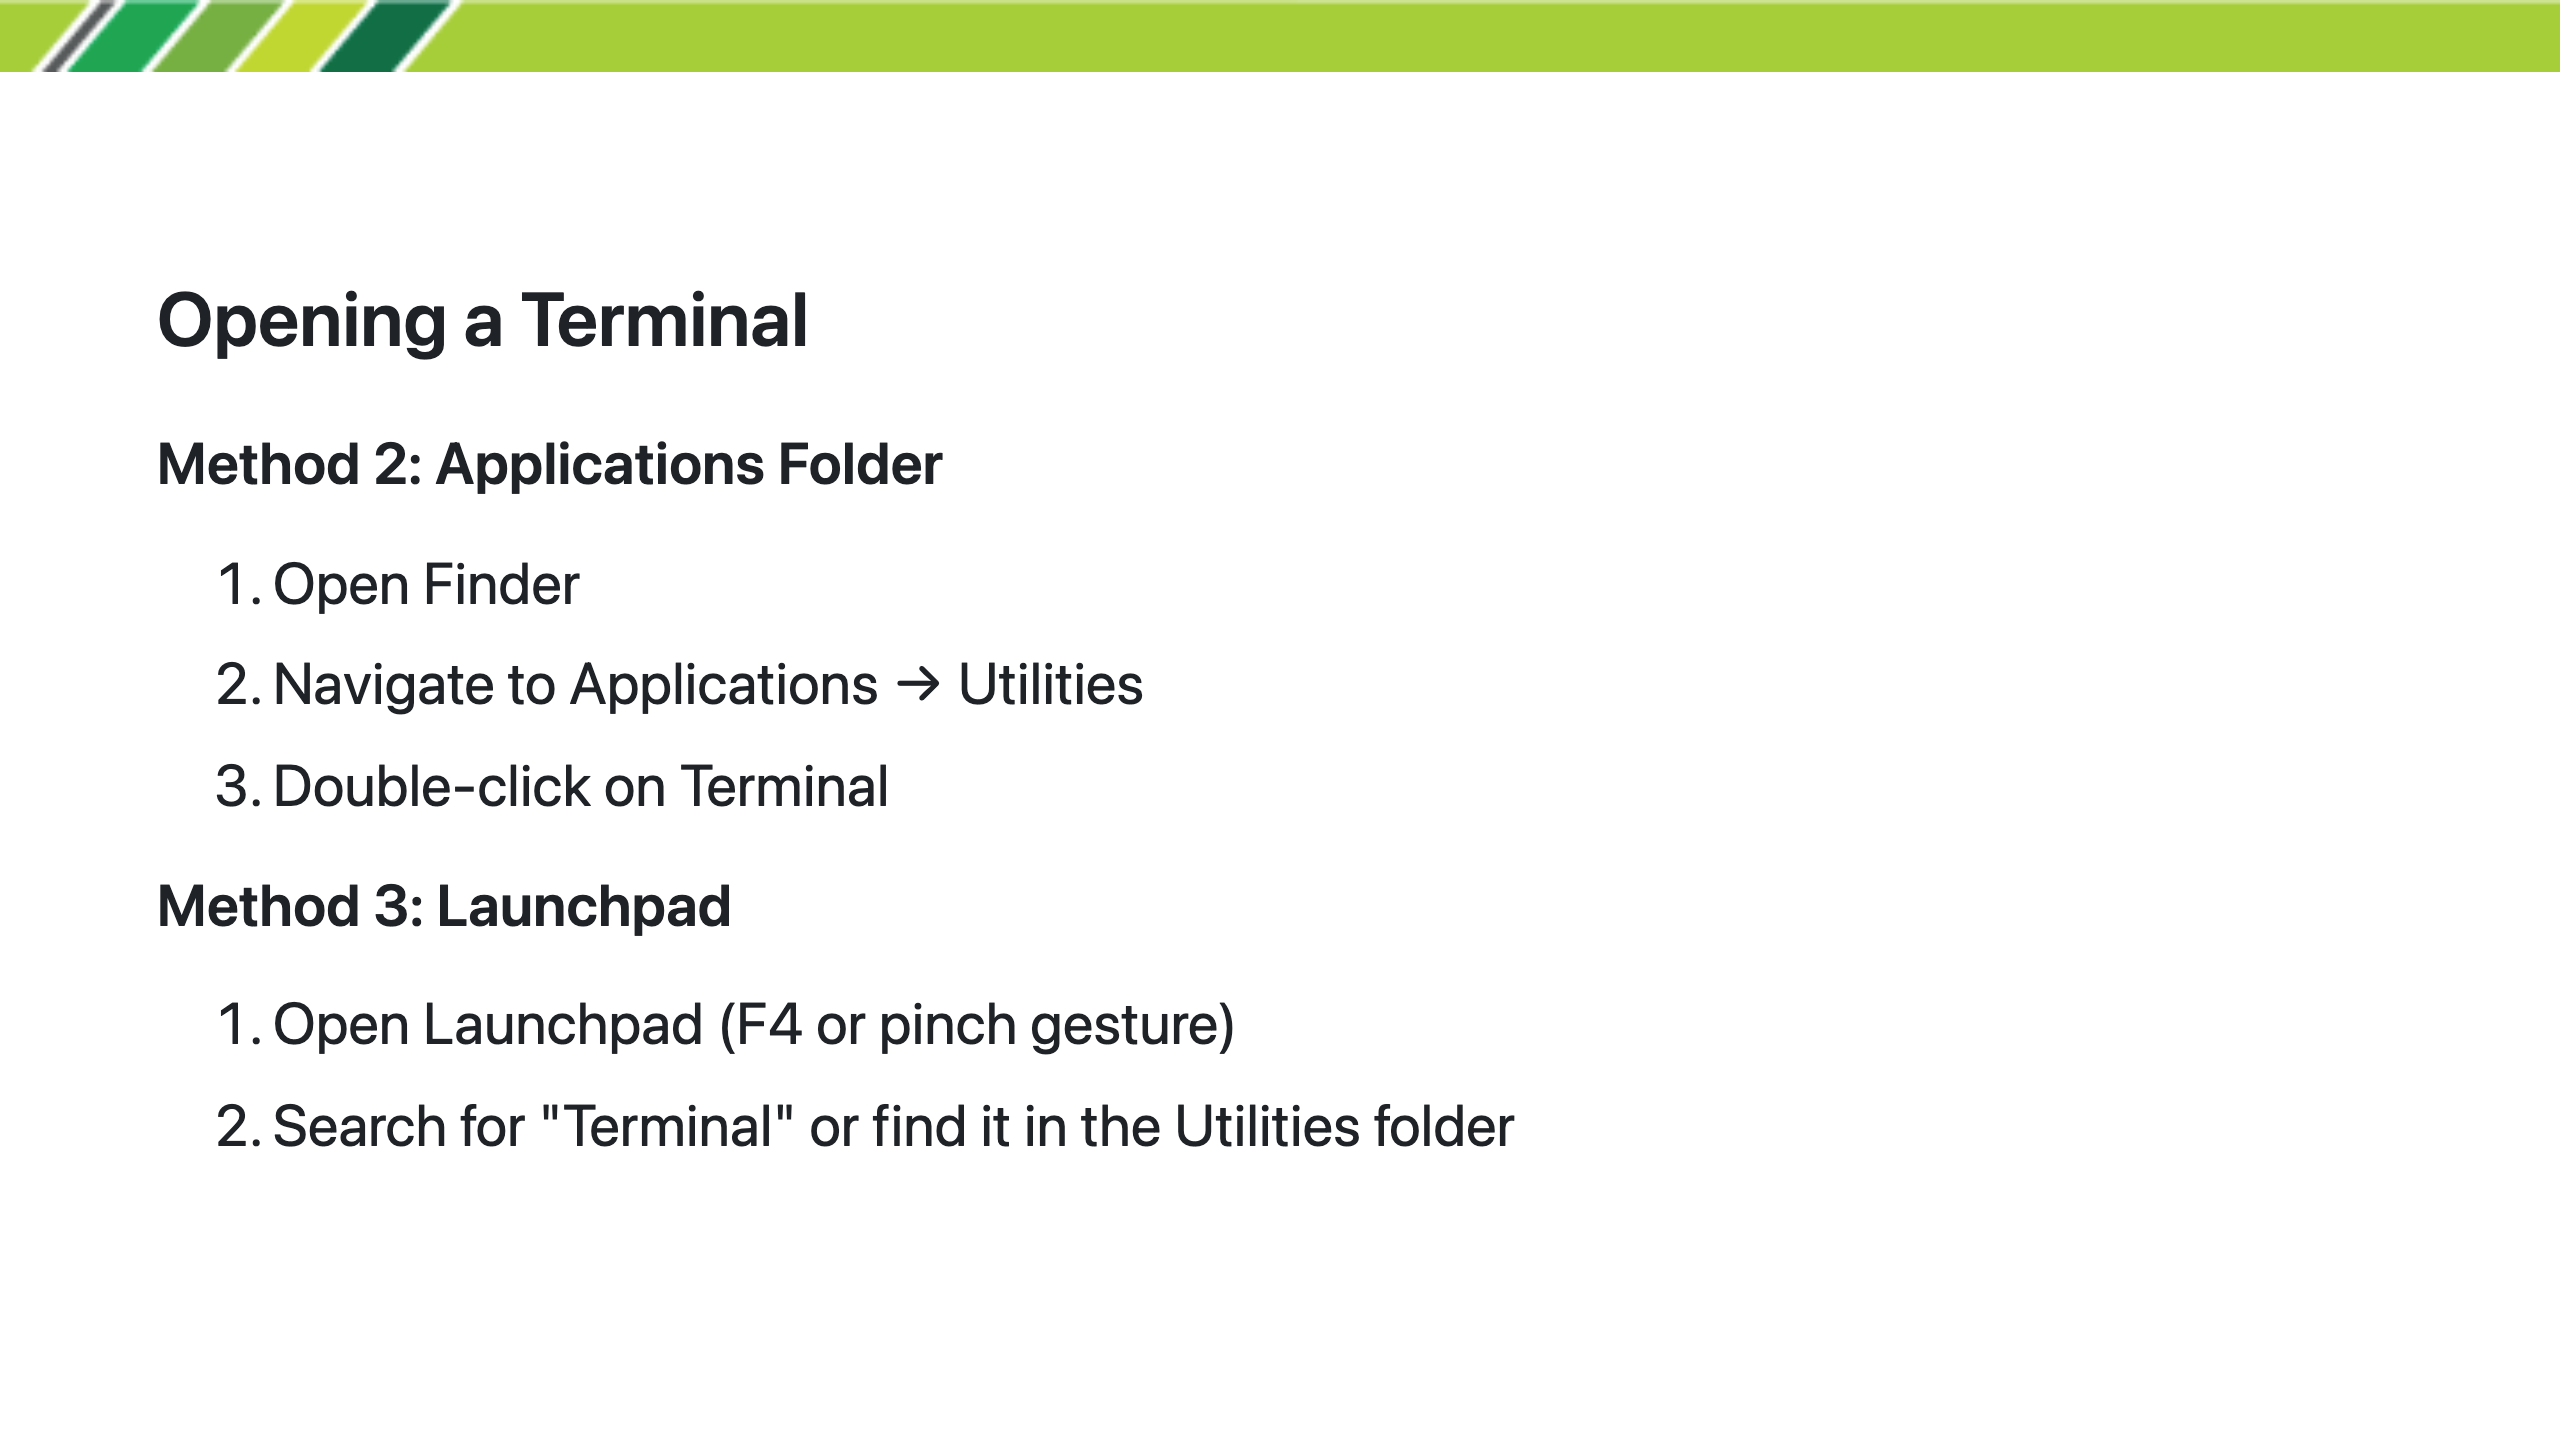 Opening a Terminal
Method 2: Applications Folder
1. Open Finder
2. Navigate to Applications → Utilities
3. Double-click on Terminal
Method 3: Launchpad
1. Open Launchpad (F4 or pinch gesture)
2. Search for "Terminal" or find it in the Utilities folder